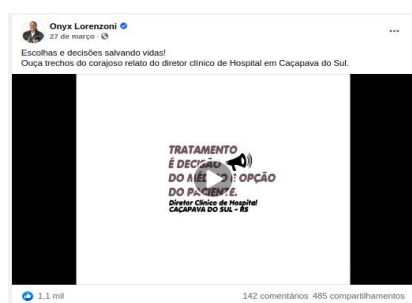 Onyx Lorenzoni
27 de março ·
Escolhas e decisões salvando vidas!
Ouça trechos do corajoso relato do diretor clínico de Hospital em Caçapava do Sul.
TRATAMENTO
É DECISÃO
DO MÉDICO E OPÇÃO
DO PACIENTE.
Diretor Clínico de Hospital
CAÇAPAVA DO SUL - RS
1,1 mil
142 comentários 485 compartilhamentos